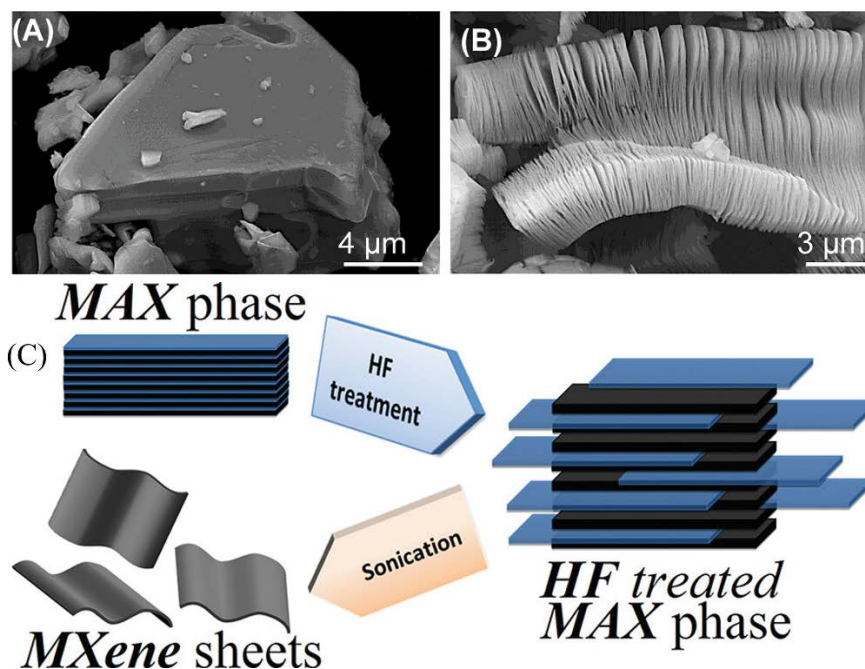 (A)
4 μm
(B)
3 μm
MAX phase
(C)
HF
treatment
Sonication
HF treated
MAX phase
MXene sheets